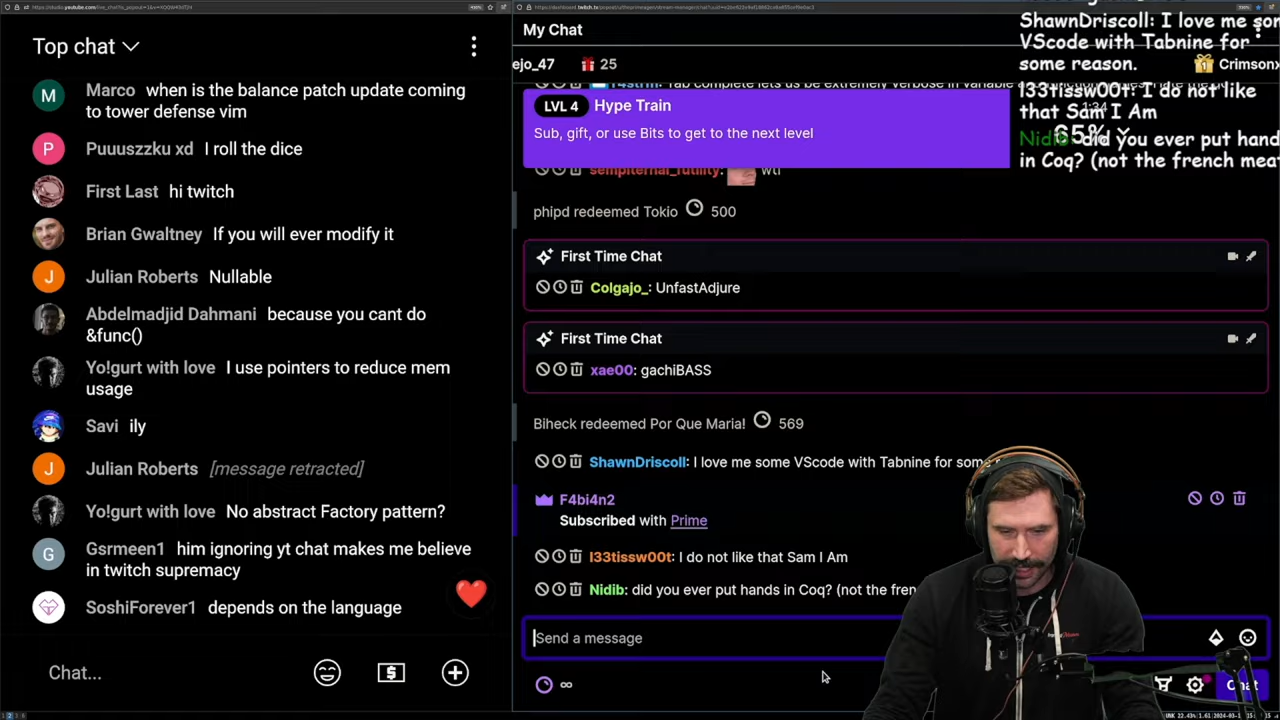 Top chat
Marco when is the balance patch update coming
to tower defense vim
P Puuuszzku xd I roll the dice
First Last hi twitch
Brian Gwaltney If you will ever modify it
J Julian Roberts Nullable
Abdelmadjid Dahmani because you cant do
&func()
Yo!gurt with love I use pointers to reduce mem
usage
Savi ily
J Julian Roberts [message retracted]
Yo!gurt with love No abstract Factory pattern?
G Gsrmeen1 him ignoring yt chat makes me believe
in twitch supremacy
SoshiForever1 depends on the language
Chat...
My Chat
ejo_47 25
Crimsonx
LVL 4 Hype Train
Sub, gift, or use Bits to get to the next level
sempiternal_futility: wtf
phipd redeemed Tokio 500
First Time Chat
Colgajo_: UnfastAdjure
First Time Chat
xae00: gachiBASS
Biheck redeemed Por Que Maria! 569
ShawnDriscoll: I love me some VScode with Tabnine for some
F4bi4n2
Subscribed with Prime
l33tissw00t: I do not like that Sam I Am
Nidib: did you ever put hands in Coq? (not the fren
Send a message
Chat
ShawnDriscoll: I love me som
VScode with Tabnine for
some reason.
l33tissw00t: I do not like
that Sam I Am
1:24
65%
Nidib: did you ever put hand
in Coq? (not the french meat